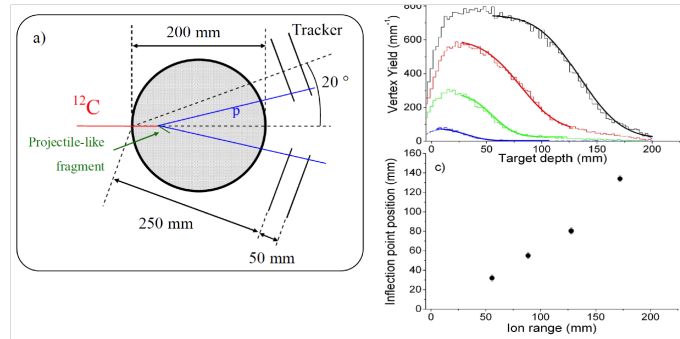 a)
200 mm
Tracker
20 °
12C
p
Projectile-like
fragment
250 mm
50 mm
Vertex Yield (mm-1)
800
600
400
200
0
0 50 100 150 200
Target depth (mm)
c)
Inflection point position (mm)
160
140
120
100
80
60
40
20
0
0 50 100 150 200
Ion range (mm)